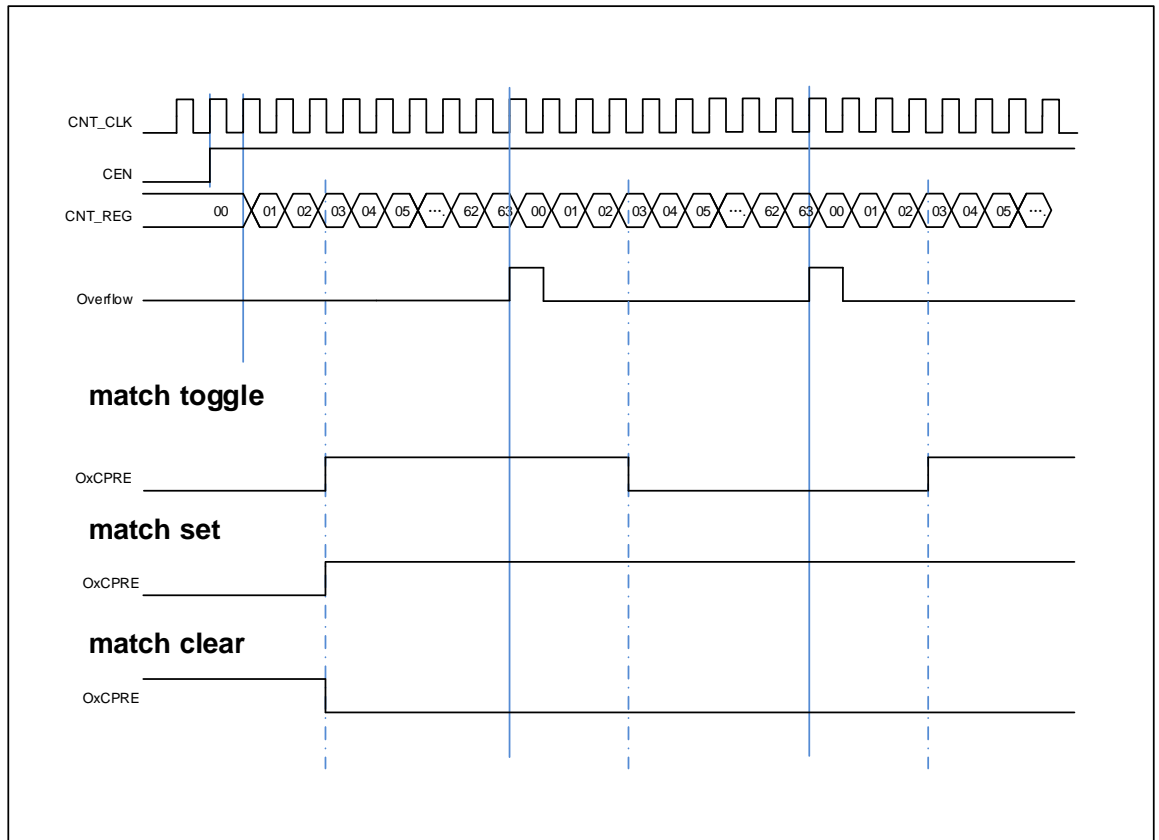 CNT_CLK
CEN
CNT_REG 00 01 02 03 04 05 .... 62 63 00 01 02 03 04 05 .... 62 63 00 01 02 03 04 05 ....
Overflow
match toggle
OxCPRE
match set
OxCPRE
match clear
OxCPRE